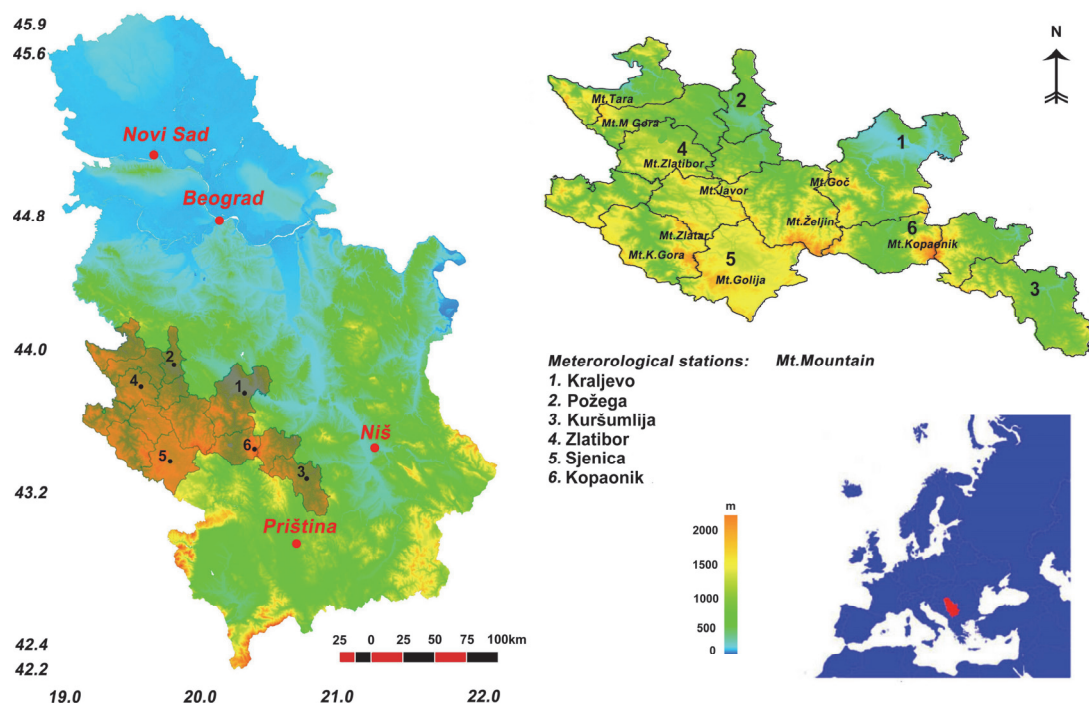 45.9
45.6
44.8
44.0
43.2
42.4
42.2
19.0
20.0
21.0
22.0
Novi Sad
Beograd
Niš
Priština
2
4
1
6
5
3
25 0 25 50 75 100km
N
Mt.Tara
2
Mt.M Gora
1
4
Mt.Zlatibor
Mt.Goč
Mt.Javor
Mt.Željin
6
Mt.Zlatar
Mt.Kopaonik
Mt.K.Gora
5
Mt.Golija
3
Meterorological stations: Mt.Mountain
1. Kraljevo
2. Požega
3. Kuršumlija
4. Zlatibor
5. Sjenica
6. Kopaonik
m
2000
1500
1000
500
0